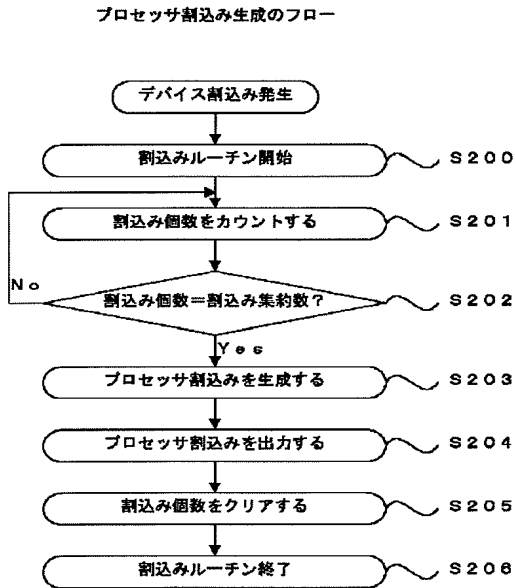 プロセッサ割込み生成のフロー
デバイス割込み発生
割込みルーチン開始 S200
割込み個数をカウントする S201
No
割込み個数=割込み集約数? S202
Yes
プロセッサ割込みを生成する S203
プロセッサ割込みを出力する S204
割込み個数をクリアする S205
割込みルーチン終了 S206